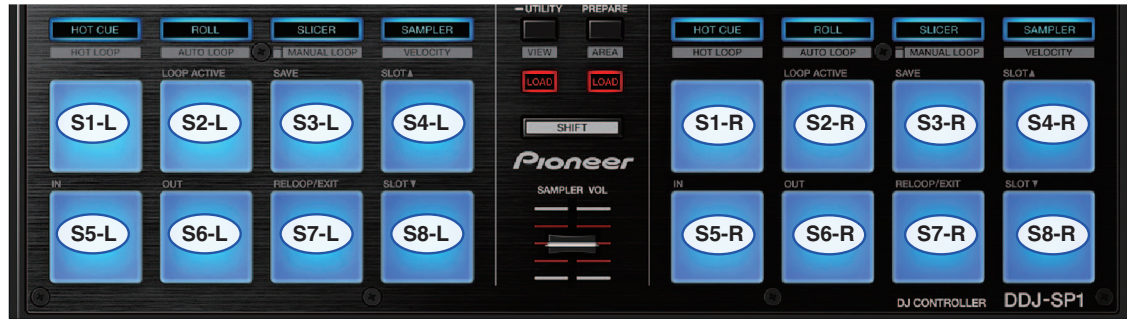 – UTILITY PREPARE
HOT CUE ROLL SLICER SAMPLER
HOT LOOP AUTO LOOP MANUAL LOOP VELOCITY
VIEW AREA
HOT CUE ROLL SLICER SAMPLER
HOT LOOP AUTO LOOP MANUAL LOOP VELOCITY
LOOP ACTIVE SAVE SLOT▲
LOAD LOAD
LOOP ACTIVE SAVE SLOT▲
S1-L S2-L S3-L S4-L
SHIFT
S1-R S2-R S3-R S4-R
Pioneer
IN OUT RELOOP/EXIT SLOT▼
SAMPLER VOL
IN OUT RELOOP/EXIT SLOT▼
S5-L S6-L S7-L S8-L
S5-R S6-R S7-R S8-R
DJ CONTROLLER DDJ-SP1